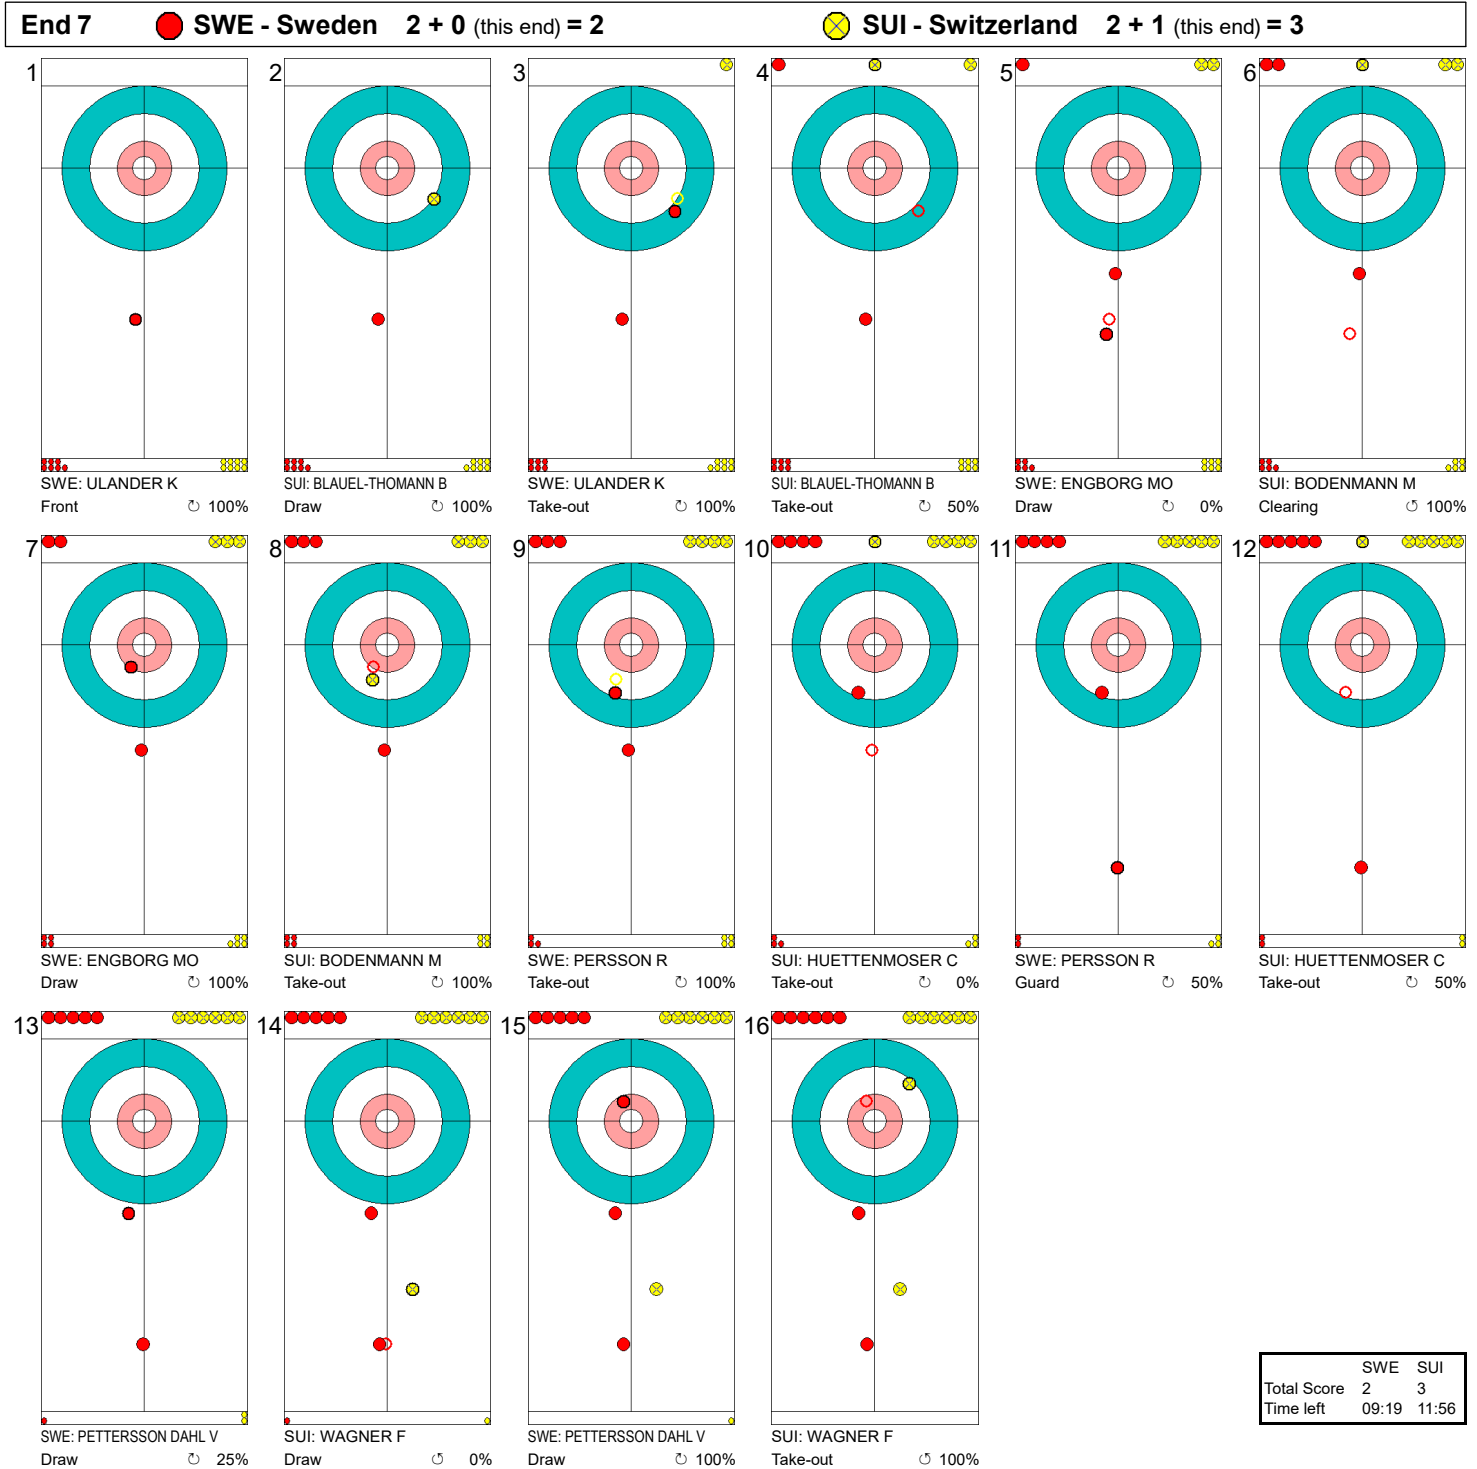 End 7 SWE - Sweden 2 + 0 (this end) = 2 SUI - Switzerland 2 + 1 (this end) = 3
1 2 3 4 5 6
SWE: ULANDER K SUI: BLAUEL-THOMANN B SWE: ULANDER K SUI: BLAUEL-THOMANN B SWE: ENGBORG MO SUI: BODENMANN M
Front ↻ 100% Draw ↻ 100% Take-out ↻ 100% Take-out ↻ 50% Draw ↻ 0% Clearing ↺ 100%
7 8 9 10 11 12
SWE: ENGBORG MO SUI: BODENMANN M SWE: PERSSON R SUI: HUETTENMOSER C SWE: PERSSON R SUI: HUETTENMOSER C
Draw ↻ 100% Take-out ↺ 100% Take-out ↻ 100% Take-out ↻ 0% Guard ↻ 50% Take-out ↺ 50%
13 14 15 16
SWE: PETTERSSON DAHL V SUI: WAGNER F SWE: PETTERSSON DAHL V SUI: WAGNER F
Draw ↻ 25% Draw ↺ 0% Draw ↻ 100% Take-out ↺ 100%
SWE SUI
Total Score 2 3
Time left 09:19 11:56